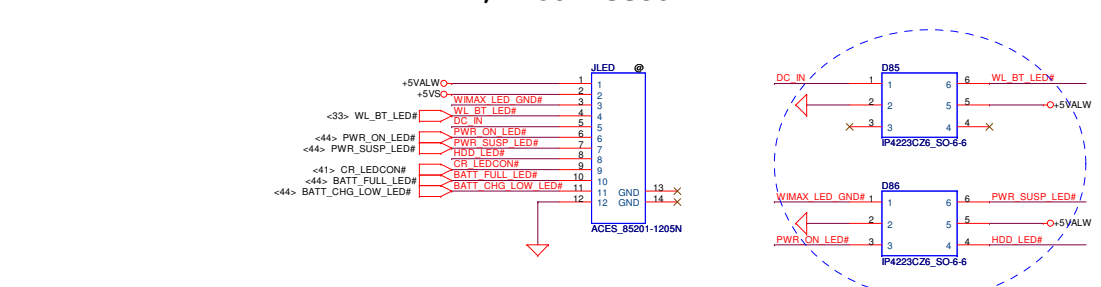 JLED @
+5VALW 1 1
+5VS 2 2
WIMAX_LED_GND# 3 3
<33> WL_BT_LED# WL_BT_LED# 4 4
DC_IN 5 5
<44> PWR_ON_LED# PWR_ON_LED# 6 6
<44> PWR_SUSP_LED# PWR_SUSP_LED# 7 7
HDD_LED# 8 8
<41> CR_LEDCON# CR_LEDCON# 9 9
<44> BATT_FULL_LED# BATT_FULL_LED# 10 10
<44> BATT_CHG_LOW_LED# BATT_CHG_LOW_LED# 11 11 GND 13
12 12 GND 14
ACES_85201-1205N
D85
DC_IN 1 1 6 6 WL_BT_LED#
2 2 5 5 +5VALW
3 3 4 4
IP4223CZ6_SO-6-6
D86
WIMAX_LED_GND# 1 1 6 6 PWR_SUSP_LED#
2 2 5 5 +5VALW
PWR_ON_LED# 3 3 4 4 HDD_LED#
IP4223CZ6_SO-6-6